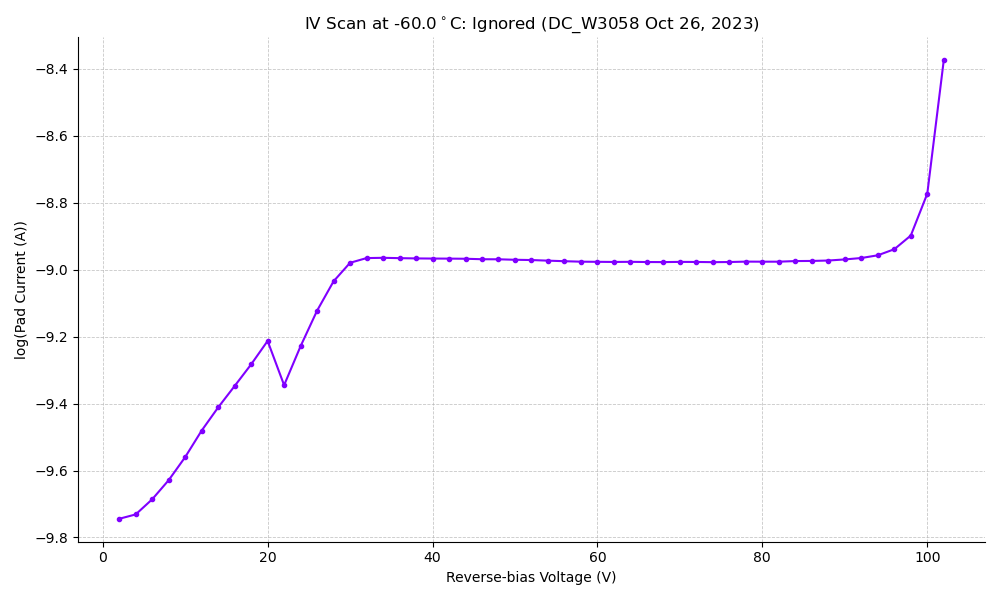 IV Scan at -60.0°C: Ignored (DC_W3058 Oct 26, 2023)
−8.4
−8.6
−8.8
−9.0
−9.2
−9.4
−9.6
−9.8
log(Pad Current (A))
0 20 40 60 80 100
Reverse-bias Voltage (V)